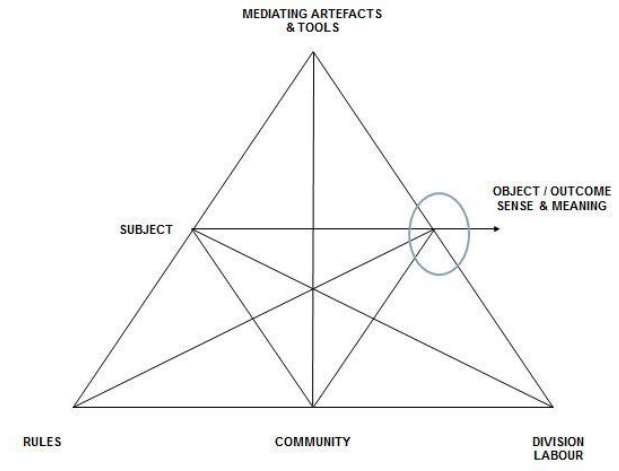 MEDIATING ARTEFACTS
& TOOLS
OBJECT / OUTCOME
SENSE & MEANING
SUBJECT
RULES
COMMUNITY
DIVISION
LABOUR